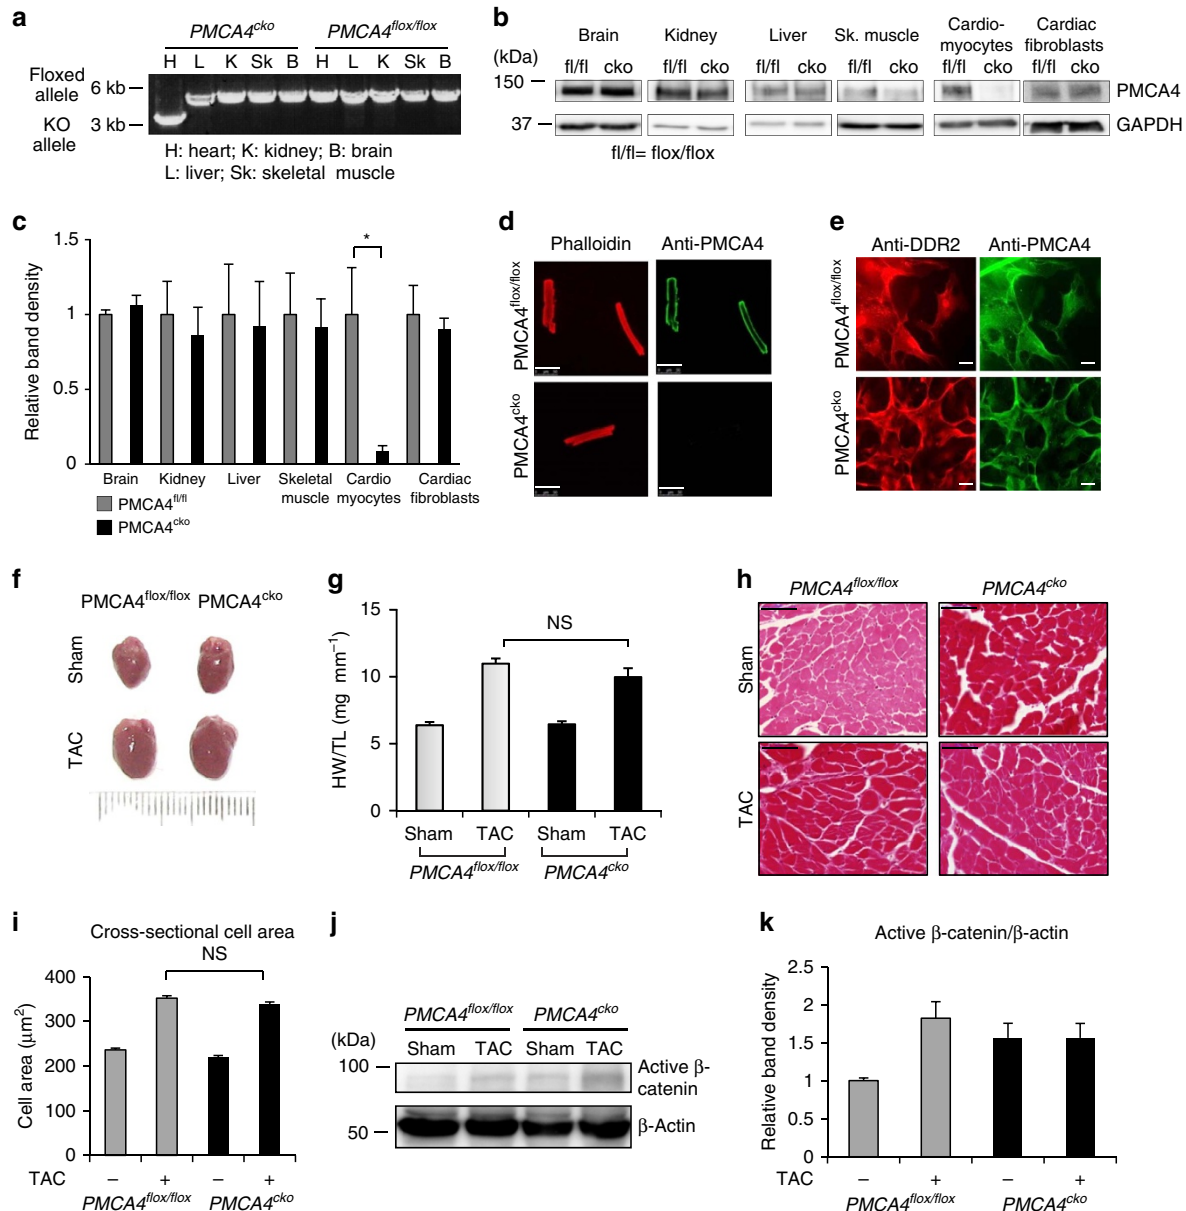 a
PMCA4cko PMCA4flox/flox
H L K Sk B H L K Sk B
Floxed allele
6 kb
KO allele
3 kb
H: heart; K: kidney; B: brain
L: liver; Sk: skeletal muscle
b
Brain Kidney Liver Sk. muscle Cardio-myocytes Cardiac fibroblasts
(kDa)
fl/fl cko fl/fl cko fl/fl cko fl/fl cko fl/fl cko fl/fl cko
150 PMCA4
37 GAPDH
fl/fl= flox/flox
c
Relative band density
1.5
1
0.5
0
*
Brain Kidney Liver Skeletal muscle Cardio myocytes Cardiac fibroblasts
PMCA4fl/fl
PMCA4cko
d
Phalloidin Anti-PMCA4
PMCA4flox/flox
PMCA4cko
e
Anti-DDR2 Anti-PMCA4
PMCA4flox/flox
PMCA4cko
f
PMCA4flox/flox PMCA4cko
Sham
TAC
g
HW/TL (mg mm−1)
15
10
5
0
NS
Sham TAC Sham TAC
PMCA4flox/flox PMCA4cko
h
PMCA4flox/flox PMCA4cko
Sham
TAC
i
Cross-sectional cell area
NS
Cell area (μm2)
400
300
200
100
0
TAC – + – +
PMCA4flox/flox PMCA4cko
j
PMCA4flox/flox PMCA4cko
(kDa)
Sham TAC Sham TAC
100 Active β-catenin
50 β-Actin
k
Active β-catenin/β-actin
Relative band density
2.5
2
1.5
1
0.5
0
TAC – + – +
PMCA4flox/flox PMCA4cko